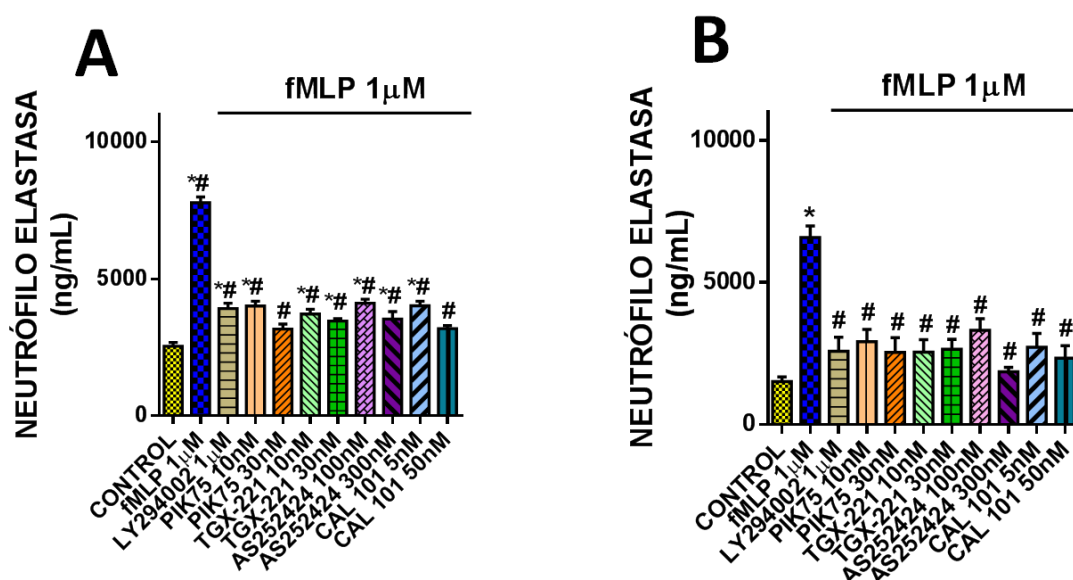 A
fMLP 1µM
NEUTRÓFILO ELASTASA
(ng/mL)
10000
5000
0
*#
*#
*#
#
*#
*#
*#
*#
*#
#
CONTROL
fMLP 1µM
LY294002 1µM
PIK75 10nM
PIK75 30nM
TGX-221 10nM
TGX-221 30nM
AS252424 100nM
AS252424 300nM
CAL 101 5nM
CAL 101 50nM
B
fMLP 1µM
NEUTRÓFILO ELASTASA
(ng/mL)
10000
5000
0
*
#
#
#
#
#
#
#
#
#
CONTROL
fMLP 1µM
LY294002 1µM
PIK75 10nM
PIK75 30nM
TGX-221 10nM
TGX-221 30nM
AS252424 100nM
AS252424 300nM
CAL 101 5nM
CAL 101 50nM